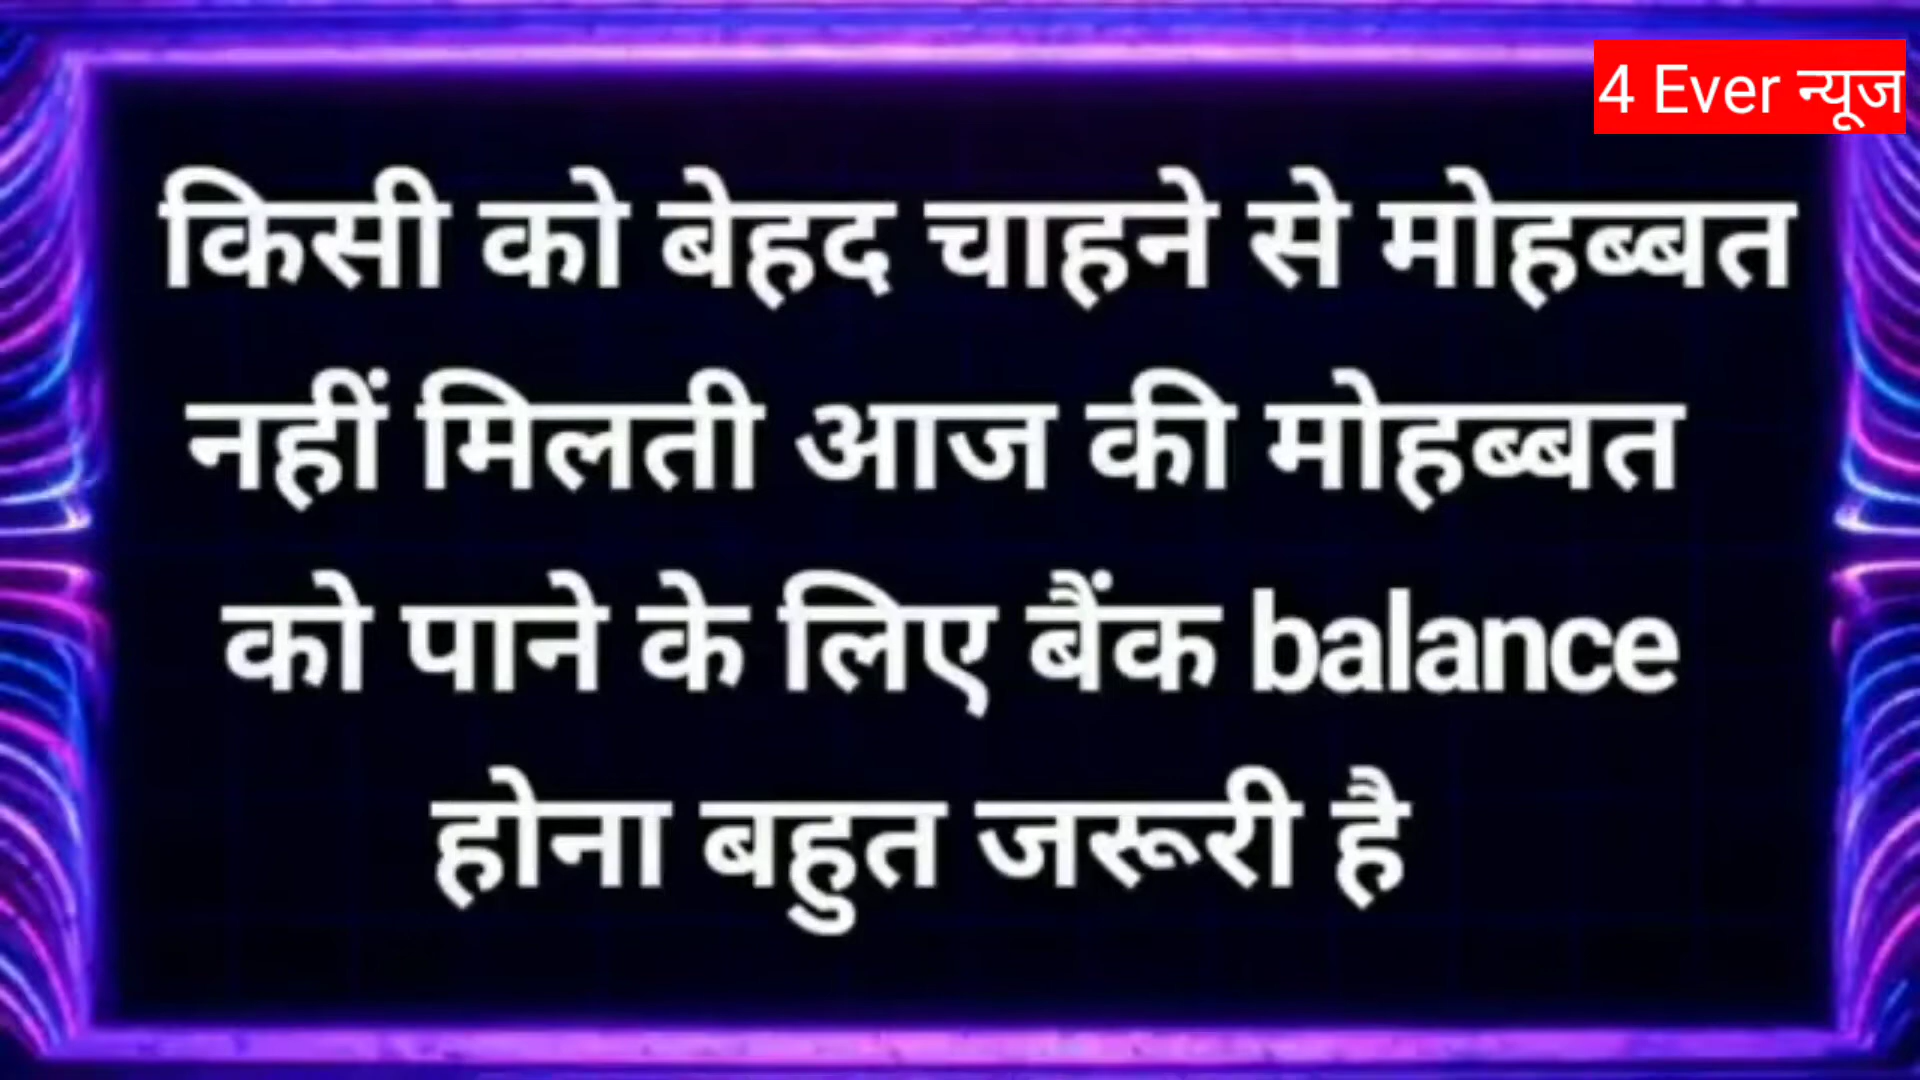 4 Ever न्यूज
किसी को बेहद चाहने से मोहब्बत
नहीं मिलती आज की मोहब्बत
को पाने के लिए बैंक balance
होना बहुत जरूरी है